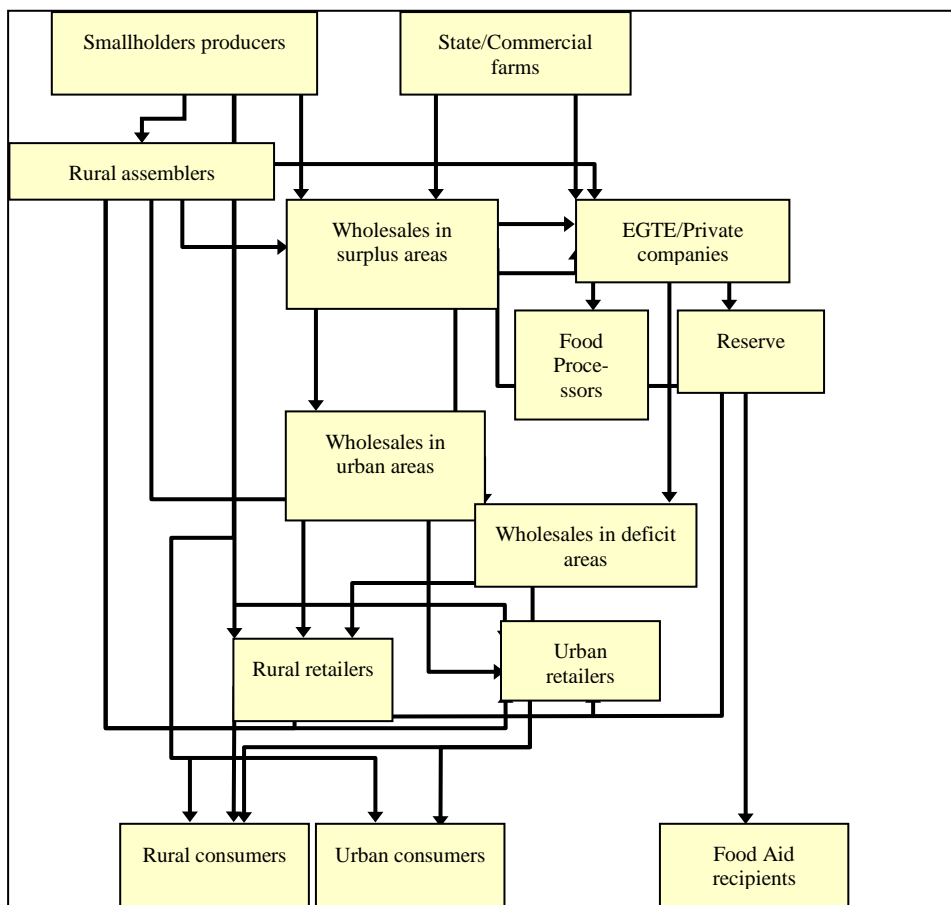 Smallholders producers
State/Commercial
farms
Rural assemblers
Wholesales in
surplus areas
EGTE/Private
companies
Food
Proce-
ssors
Reserve
Wholesales in
urban areas
Wholesales in deficit
areas
Rural retailers
Urban
retailers
Rural consumers
Urban consumers
Food Aid
recipients